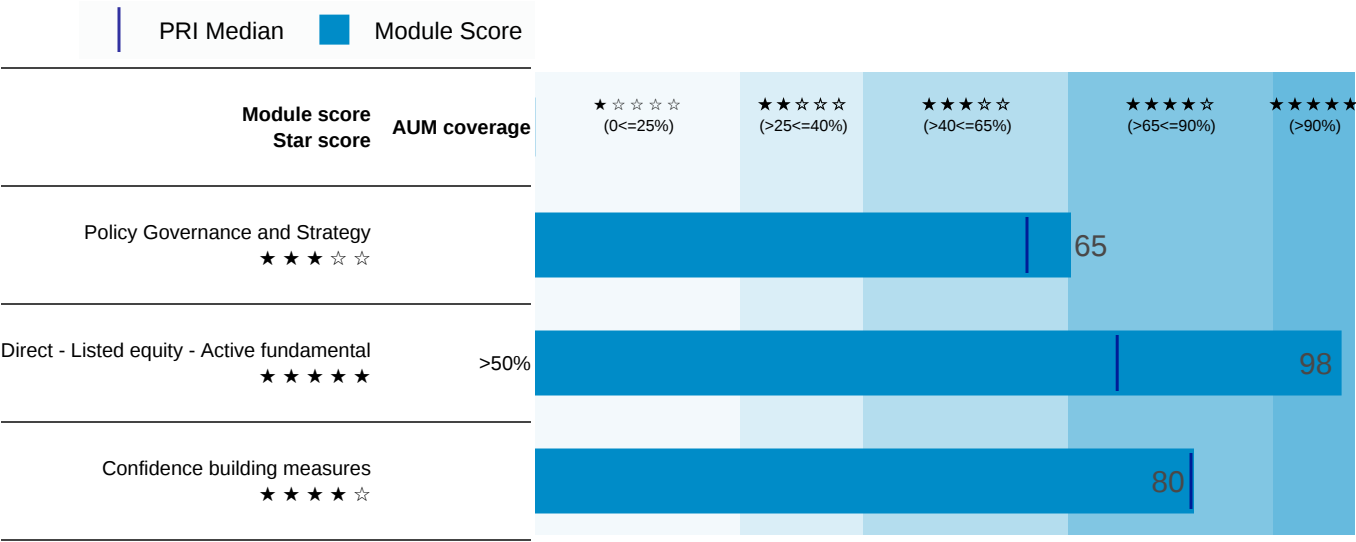 PRI Median Module Score
Module score
Star score
AUM coverage
★☆☆☆☆ ★★☆☆☆ ★★★☆☆ ★★★★☆ ★★★★★
(0<=25%) (>25<=40%) (>40<=65%) (>65<=90%) (>90%)
Policy Governance and Strategy
★★★☆☆
65
Direct - Listed equity - Active fundamental
★★★★★
>50%
98
Confidence building measures
★★★★☆
80